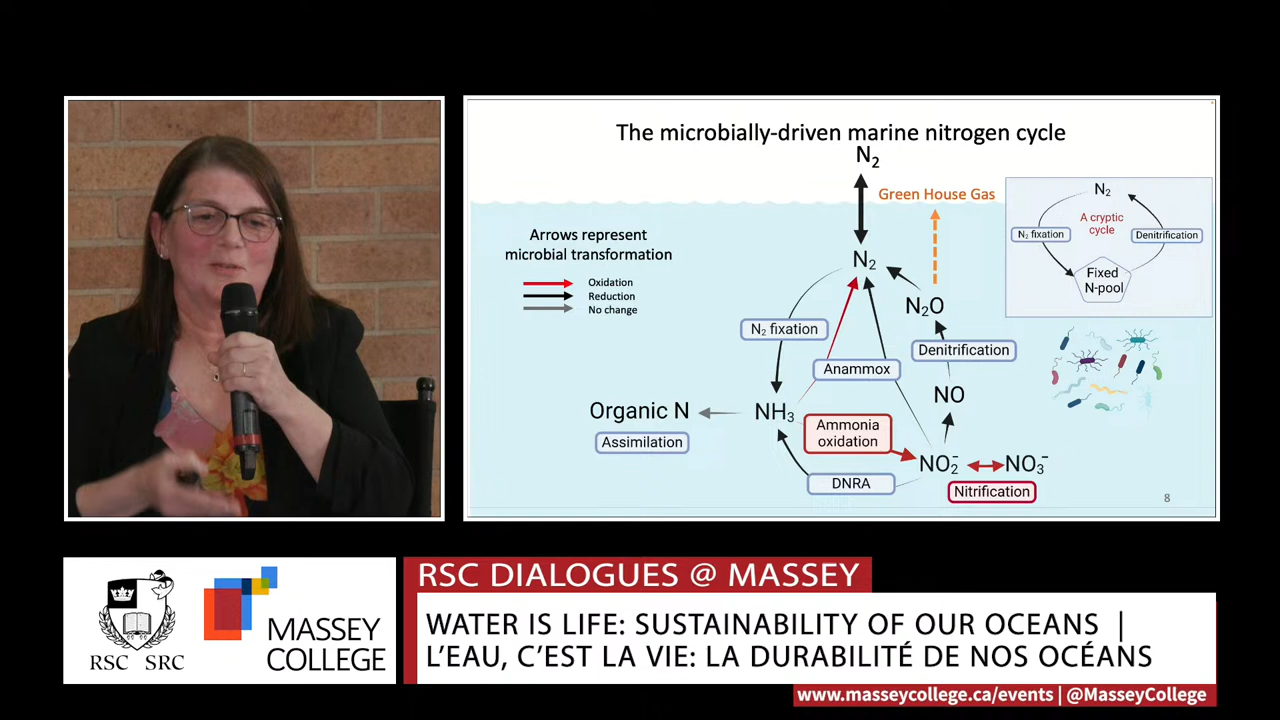 The microbially-driven marine nitrogen cycle
N₂
Green House Gas
Arrows represent
microbial transformation
Oxidation
Reduction
No change
N₂
N₂O
N₂ fixation
Denitrification
Anammox
NO
Organic N
NH₃
Assimilation
Ammonia
oxidation
NO₂⁻
NO₃⁻
DNRA
Nitrification
N₂
A cryptic
cycle
N₂ fixation
Denitrification
Fixed
N-pool
8
RSC SRC
MASSEY
COLLEGE
RSC DIALOGUES @ MASSEY
WATER IS LIFE: SUSTAINABILITY OF OUR OCEANS |
L'EAU, C'EST LA VIE: LA DURABILITÉ DE NOS OCÉANS
www.masseycollege.ca/events | @MasseyCollege